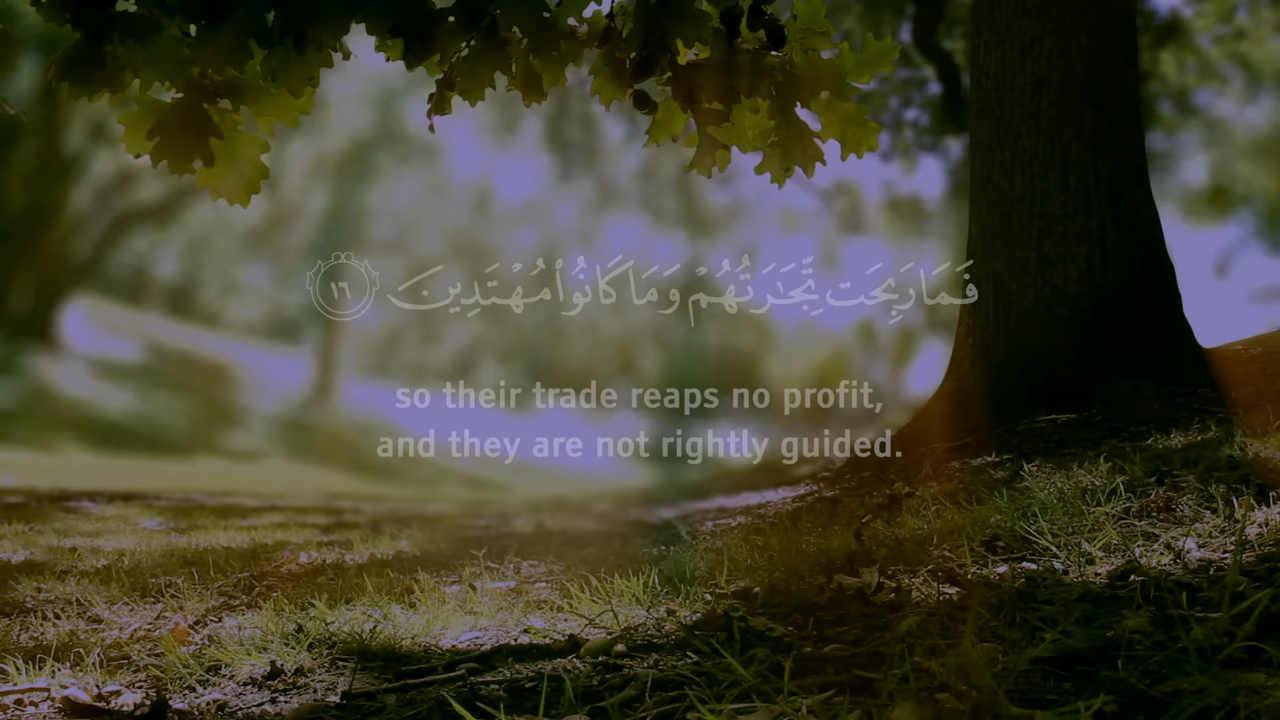 فَمَا رَبِحَت تِّجَٰرَتُهُمْ وَمَا كَانُوا۟ مُهْتَدِينَ ١٦
so their trade reaps no profit,
and they are not rightly guided.